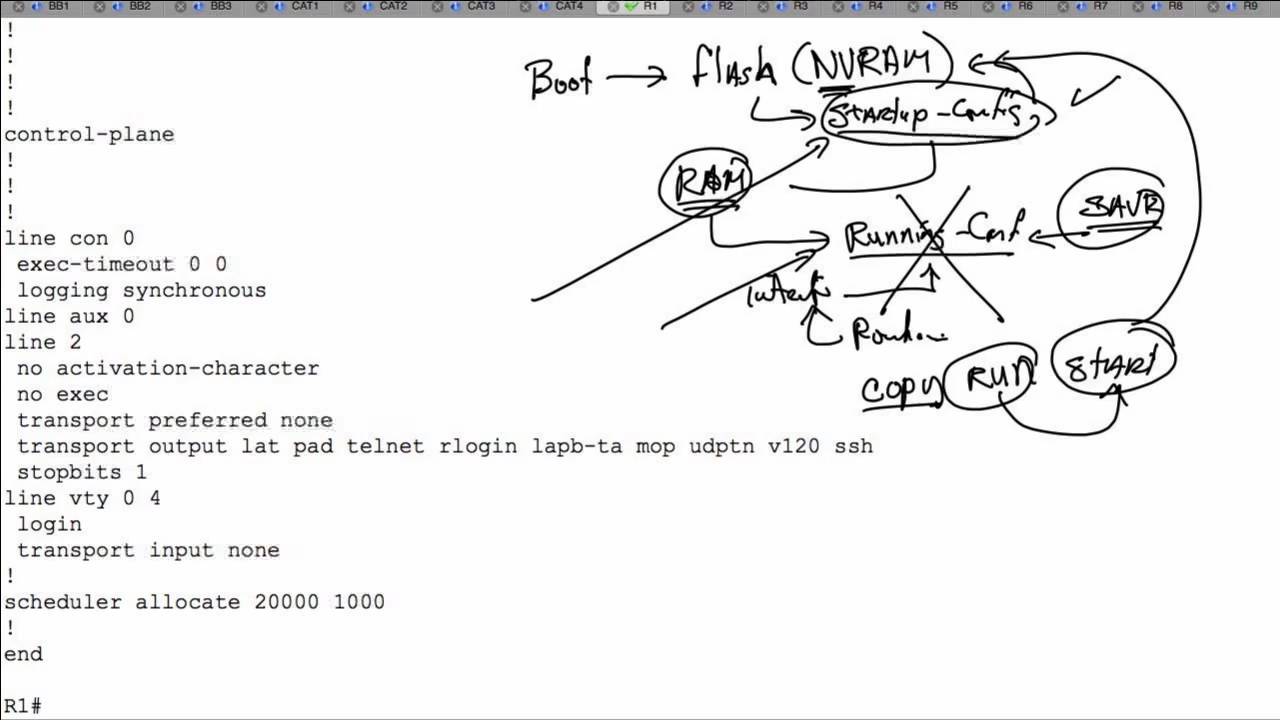 BB1 BB2 BB3 CAT1 CAT2 CAT3 CAT4 R1 R2 R3 R4 R5 R6 R7 R8 R9
!
!
!
!
control-plane
!
!
!
line con 0
exec-timeout 0 0
logging synchronous
line aux 0
line 2
no activation-character
no exec
transport preferred none
transport output lat pad telnet rlogin lapb-ta mop udptn v120 ssh
stopbits 1
line vty 0 4
login
transport input none
!
scheduler allocate 20000 1000
!
end
R1#
Boot → flash (NVRAM)
Startup-Config
RAM
Running-Conf
SAVE
copy RUN START